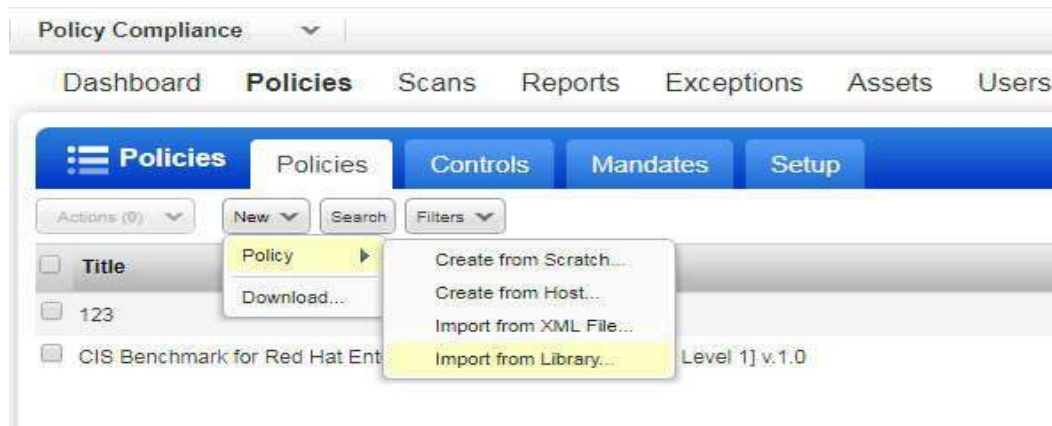 Policy Compliance
Dashboard Policies Scans Reports Exceptions Assets Users
Policies Policies Controls Mandates Setup
Actions (0) New Search Filters
Title
Policy
Download...
Create from Scratch...
Create from Host...
Import from XML File...
Import from Library...
123
CIS Benchmark for Red Hat Ent Level 1] v.1.0